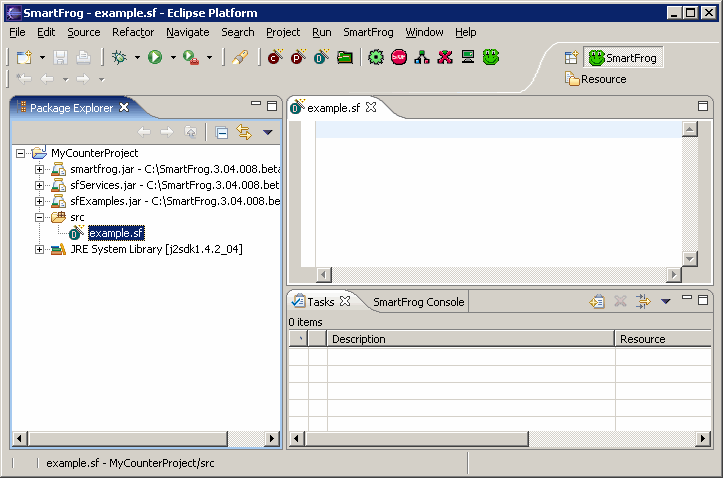 SmartFrog - example.sf - Eclipse Platform
File Edit Source Refactor Navigate Search Project Run SmartFrog Window Help
SmartFrog
Resource
Package Explorer
example.sf
MyCounterProject
smartfrog.jar - C:\SmartFrog.3.04.008.beta
sfServices.jar - C:\SmartFrog.3.04.008.beta
sfExamples.jar - C:\SmartFrog.3.04.008.beta
src
example.sf
JRE System Library [j2sdk1.4.2_04]
Tasks SmartFrog Console
0 items
Description Resource
example.sf - MyCounterProject/src